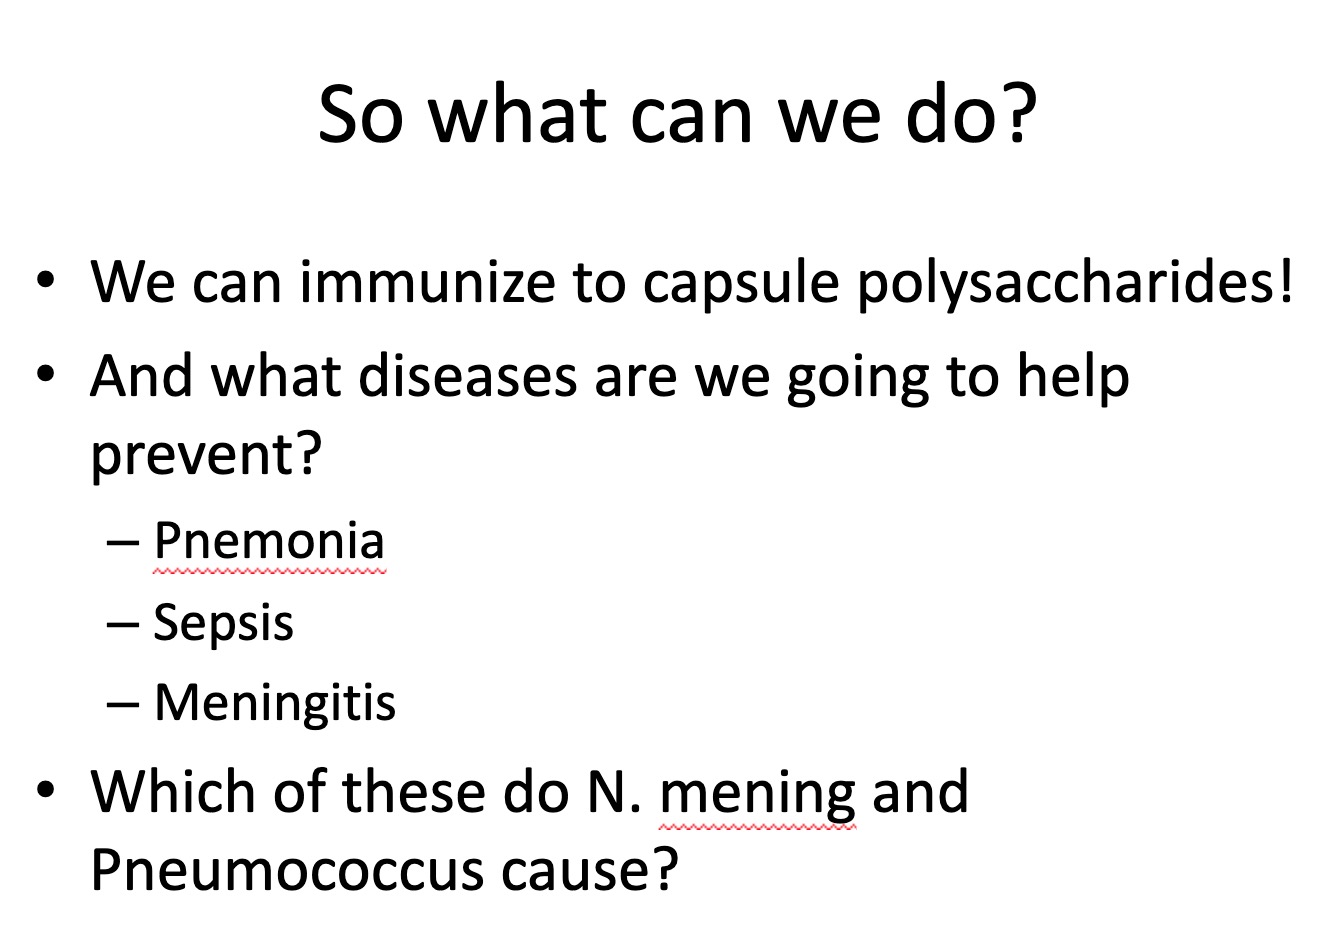 So what can we do?
• We can immunize to capsule polysaccharides!
• And what diseases are we going to help
prevent?
– Pnemonia
– Sepsis
– Meningitis
• Which of these do N. mening and
Pneumococcus cause?